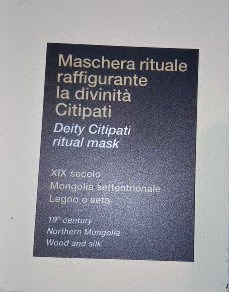 Maschera rituale
raffigurante
la divinità
Citipati
Deity Citipati
ritual mask
XIX secolo
Mongolia settentrionale
Legno e seta
19th century
Northern Mongolia
Wood and silk